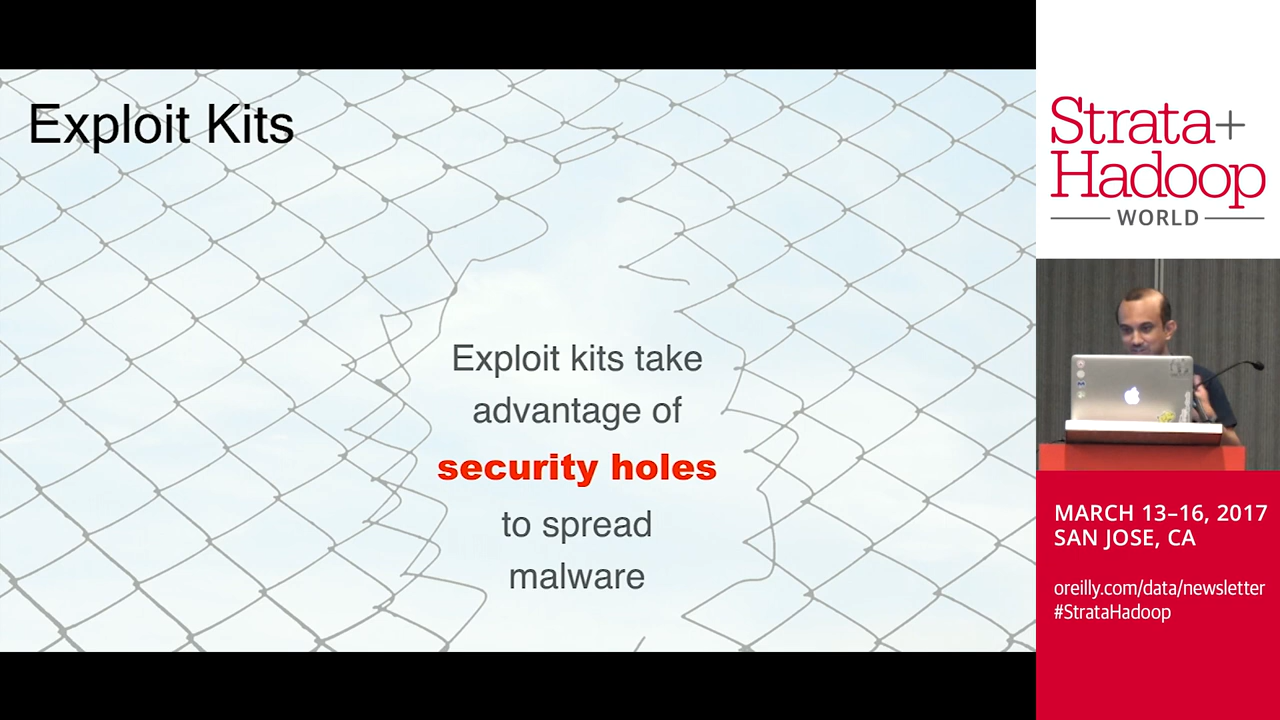 Exploit Kits
Exploit kits take
advantage of
security holes
to spread
malware
Strata+
Hadoop
WORLD
MARCH 13–16, 2017
SAN JOSE, CA
oreilly.com/data/newsletter
#StrataHadoop